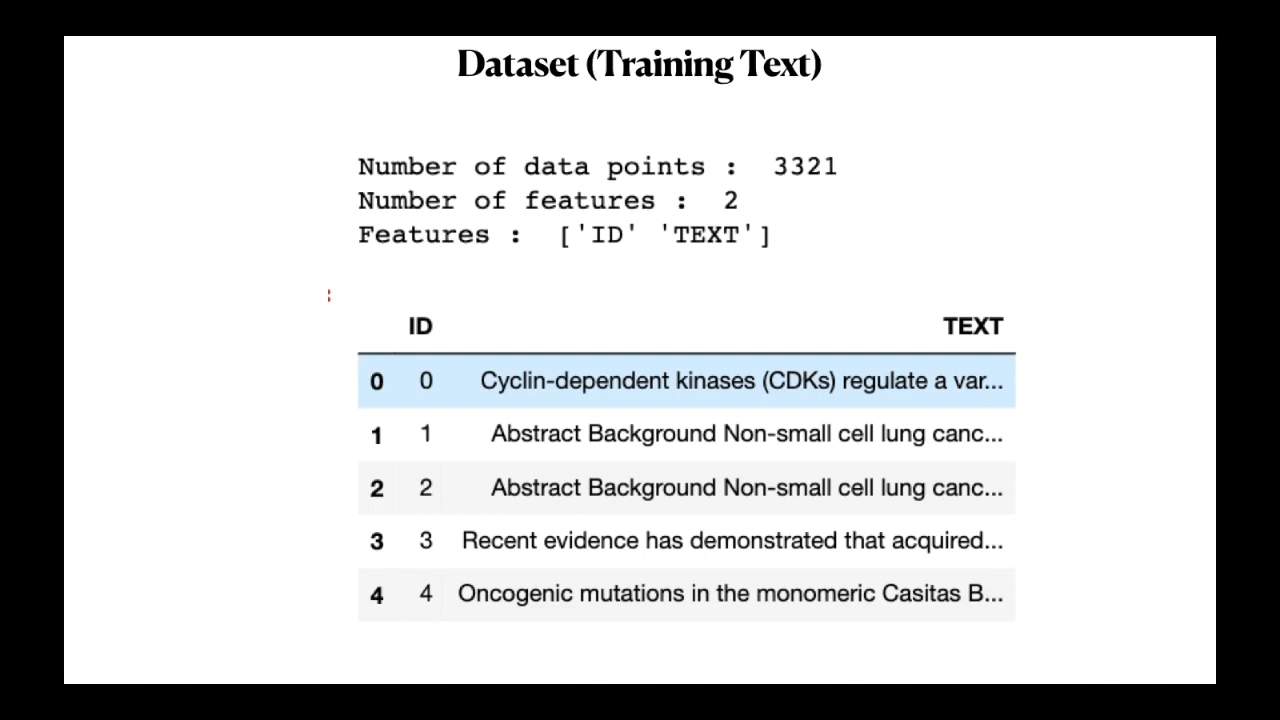 Dataset (Training Text)
Number of data points :  3321
Number of features :  2
Features :  ['ID' 'TEXT']
:
ID TEXT
0 0 Cyclin-dependent kinases (CDKs) regulate a var...
1 1 Abstract Background Non-small cell lung canc...
2 2 Abstract Background Non-small cell lung canc...
3 3 Recent evidence has demonstrated that acquired...
4 4 Oncogenic mutations in the monomeric Casitas B...